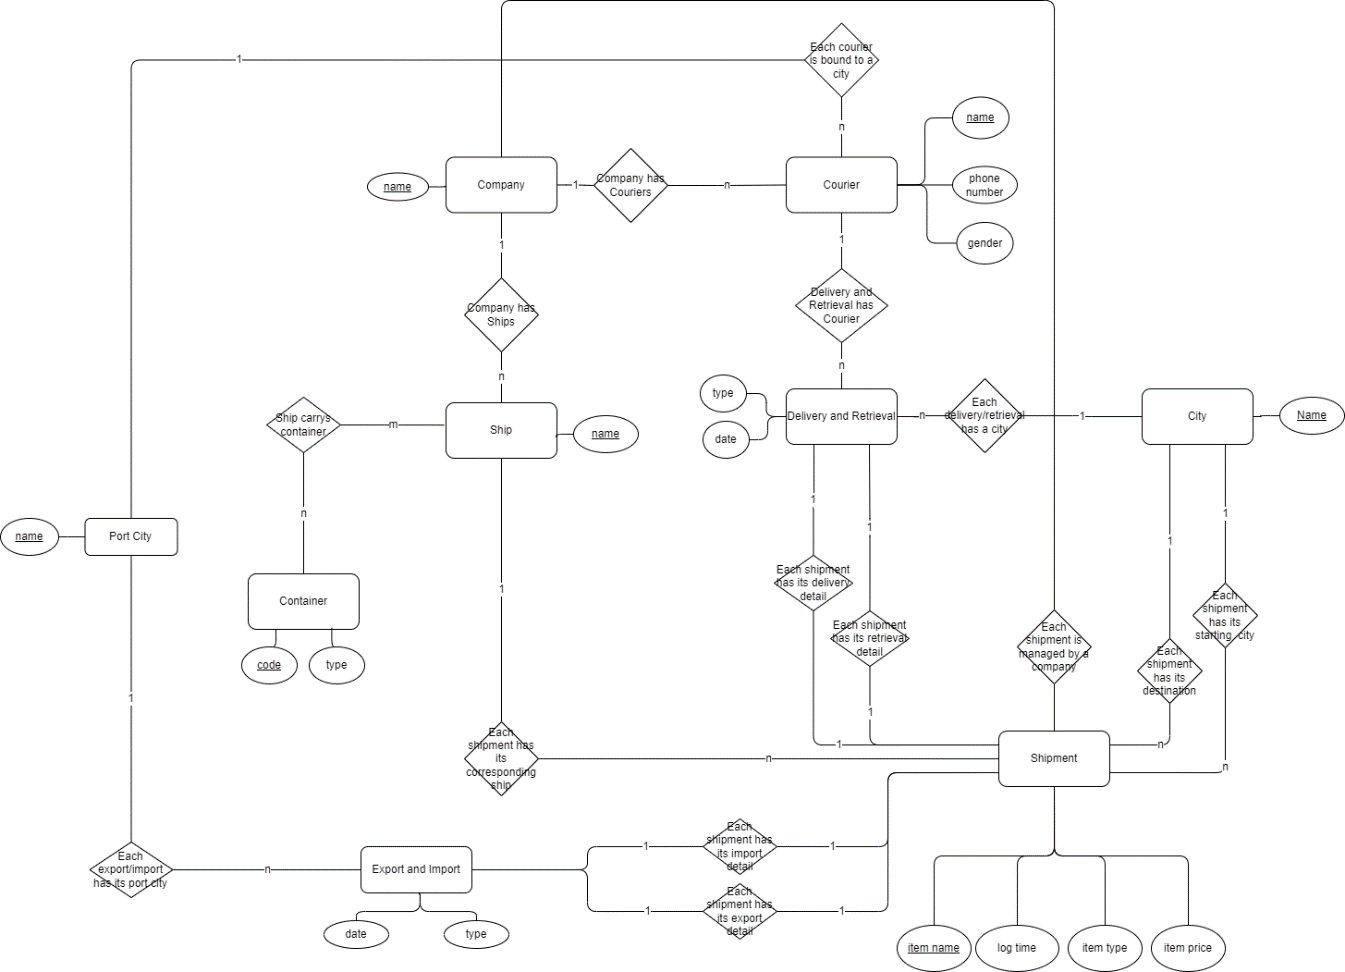 Each courier
is bound to a
city
1
n
name
Company
name
1
Company has
Couriers
n
Courier
phone
number
gender
1
1
Company has
Ships
Delivery and
Retrieval has
Courier
n
n
type
date
Delivery and Retrieval
n
Each
delivery/retrieval
has a city
1
City
Name
Ship carrys
container
m
Ship
name
n
1
1
1
1
name
Port City
Each shipment
has its delivery
detail
Each shipment
has its retrieval
detail
Each
shipment is
managed by a
company
Each
shipment
has its
destination
Each
shipment
has its
starting city
Container
code
type
1
1
1
Each
shipment has
its
corresponding
ship
n
1
Shipment
n
n
Each
export/import
has its port city
n
Export and Import
1
Each
shipment has
its import
detail
1
1
Each
shipment has
its export
detail
1
date
type
item name
log time
item type
item price